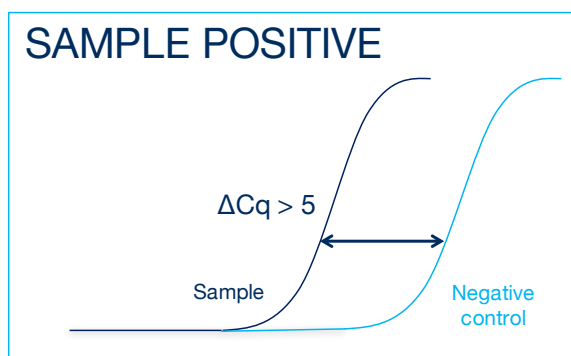 SAMPLE POSITIVE
ΔCq > 5
Sample
Negative
control